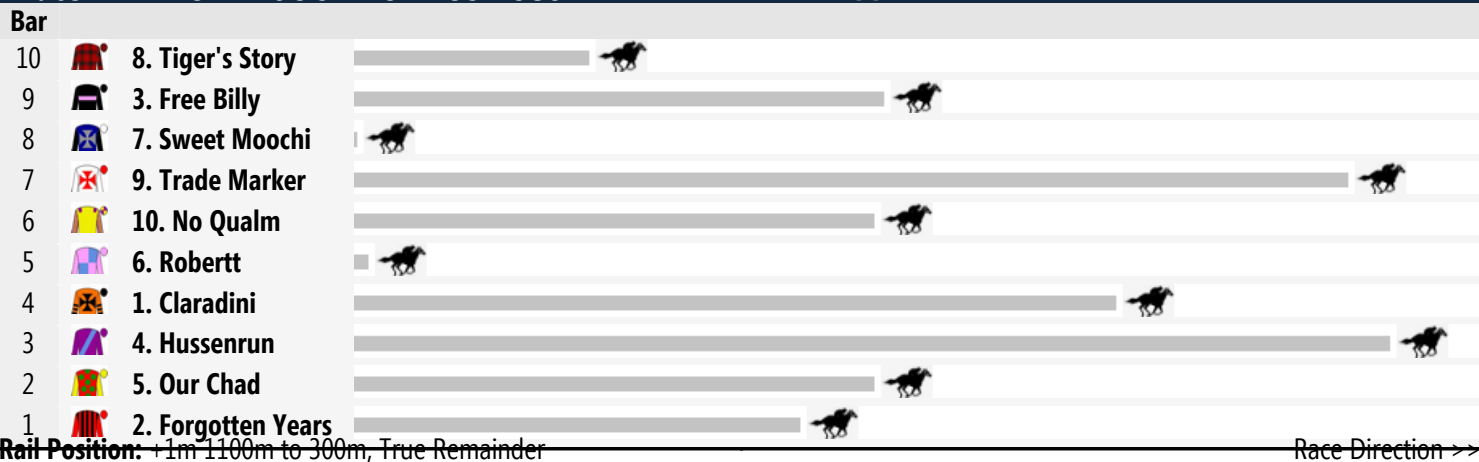 Bar
10 8. Tiger's Story
9 3. Free Billy
8 7. Sweet Moochi
7 9. Trade Marker
6 10. No Qualm
5 6. Robertt
4 1. Claradini
3 4. Hussenrun
2 5. Our Chad
1 2. Forgotten Years
Rail Position: +1m 1100m to 300m, True Remainder Race Direction >>